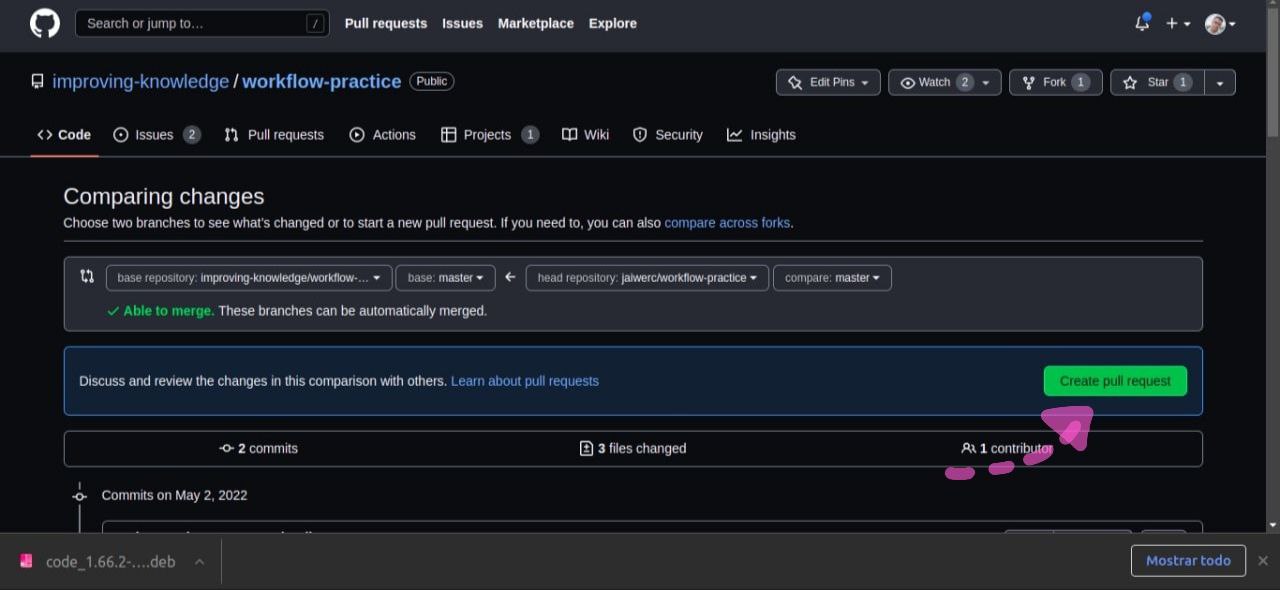 Search or jump to... / Pull requests Issues Marketplace Explore
improving-knowledge / workflow-practice Public Edit Pins Watch 2 Fork 1 Star 1
Code Issues 2 Pull requests Actions Projects 1 Wiki Security Insights
Comparing changes
Choose two branches to see what's changed or to start a new pull request. If you need to, you can also compare across forks.
base repository: improving-knowledge/workflow-... base: master ← head repository: jaiwerc/workflow-practice compare: master
✓ Able to merge. These branches can be automatically merged.
Discuss and review the changes in this comparison with others. Learn about pull requests Create pull request
2 commits 3 files changed 1 contributor
Commits on May 2, 2022
code_1.66.2-....deb Mostrar todo